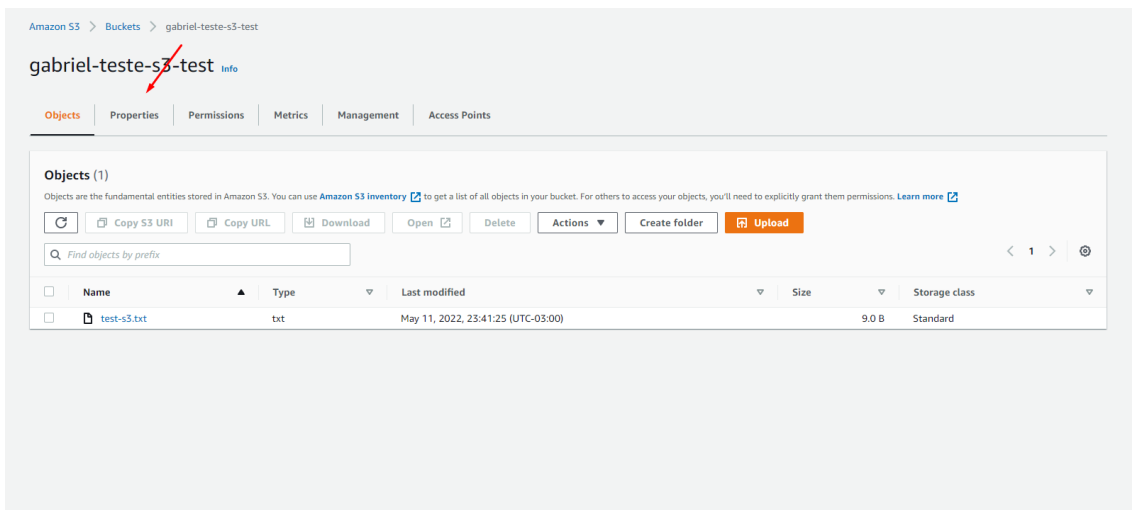 Amazon S3 > Buckets > gabriel-teste-s3-test
gabriel-teste-s3-test Info
Objects Properties Permissions Metrics Management Access Points
Objects (1)
Objects are the fundamental entities stored in Amazon S3. You can use Amazon S3 inventory to get a list of all objects in your bucket. For others to access your objects, you'll need to explicitly grant them permissions. Learn more
Copy S3 URI Copy URL Download Open Delete Actions Create folder Upload
Find objects by prefix
< 1 >
Name Type Last modified Size Storage class
test-s3.txt txt May 11, 2022, 23:41:25 (UTC-03:00) 9.0 B Standard